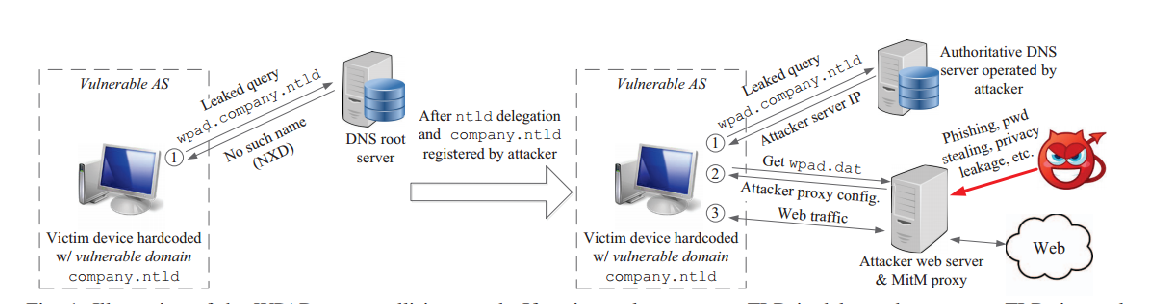 Vulnerable AS
Leaked query
wpad.company.ntld
No such name
(NXD)
1
DNS root
server
Victim device hardcoded
w/ vulnerable domain
company.ntld
After ntld delegation
and company.ntld
registered by attacker
Vulnerable AS
Leaked query
wpad.company.ntld
Attacker server IP
1
Authoritative DNS
server operated by
attacker
Get wpad.dat
2
Attacker proxy config.
3
Web traffic
Phishing, pwd
stealing, privacy
leakage, etc.
Victim device hardcoded
w/ vulnerable domain
company.ntld
Attacker web server
& MitM proxy
Web